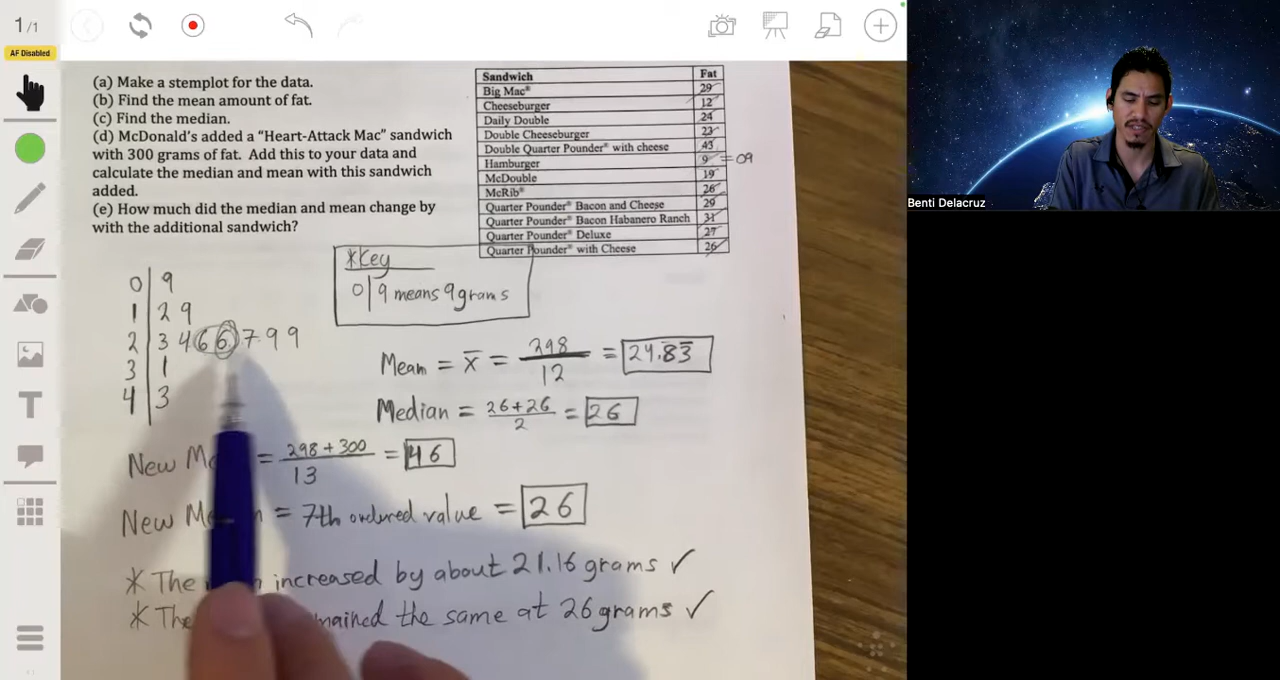 1/1
AF Disabled
(a) Make a stemplot for the data.
(b) Find the mean amount of fat.
(c) Find the median.
(d) McDonald's added a “Heart-Attack Mac” sandwich
with 300 grams of fat. Add this to your data and
calculate the median and mean with this sandwich
added.
(e) How much did the median and mean change by
with the additional sandwich?
Sandwich Fat
Big Mac® 29
Cheeseburger 12
Daily Double 24
Double Cheeseburger 23
Double Quarter Pounder® with cheese 43
Hamburger 9 = 09
McDouble 19
McRib® 26
Quarter Pounder® Bacon and Cheese 29
Quarter Pounder® Bacon Habanero Ranch 31
Quarter Pounder® Deluxe 27
Quarter Pounder® with Cheese 26
*Key
0|9 means 9 grams
0|9
1|2 9
2|3 4 6 6 7 9 9
3|1
4|3
Mean = x̄ = 298/12 = 24.83̅
Median = 26+26/2 = 26
New = 298+300/13 = 46
New = 7th ordered value = 26
* The increased by about 21.16 grams ✓
* The the same at 26 grams ✓
Benti Delacruz
T